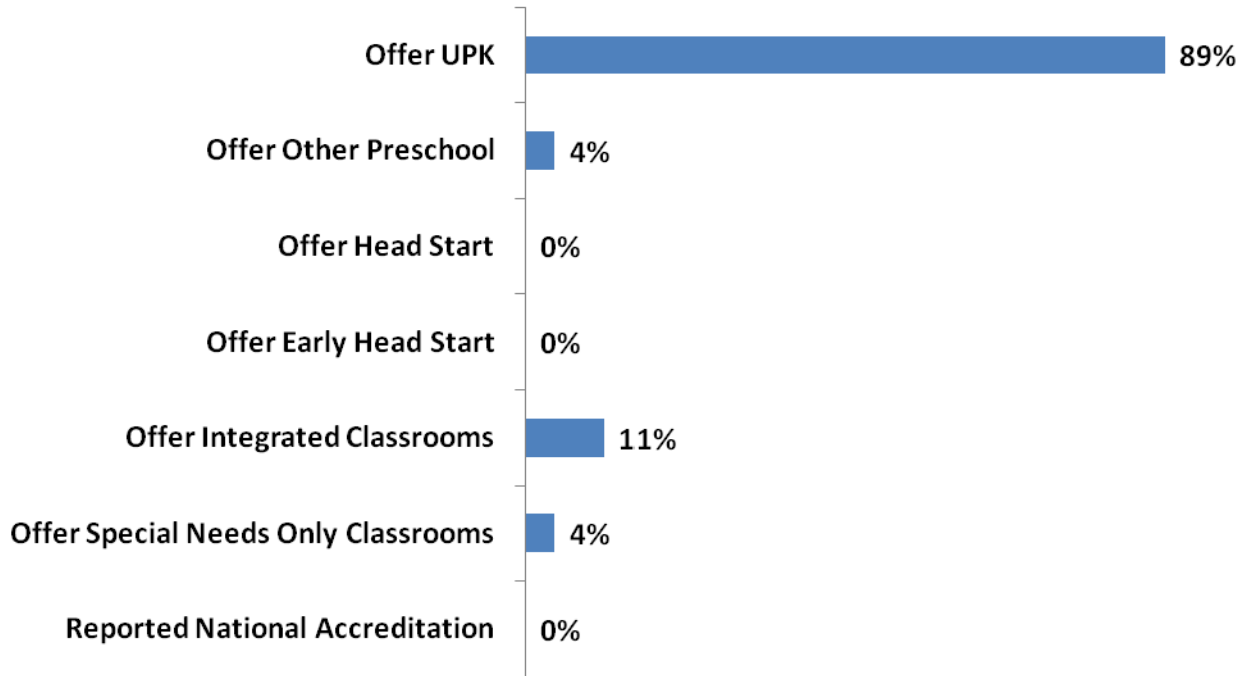 Offer UPK 89%
Offer Other Preschool 4%
Offer Head Start 0%
Offer Early Head Start 0%
Offer Integrated Classrooms 11%
Offer Special Needs Only Classrooms 4%
Reported National Accreditation 0%